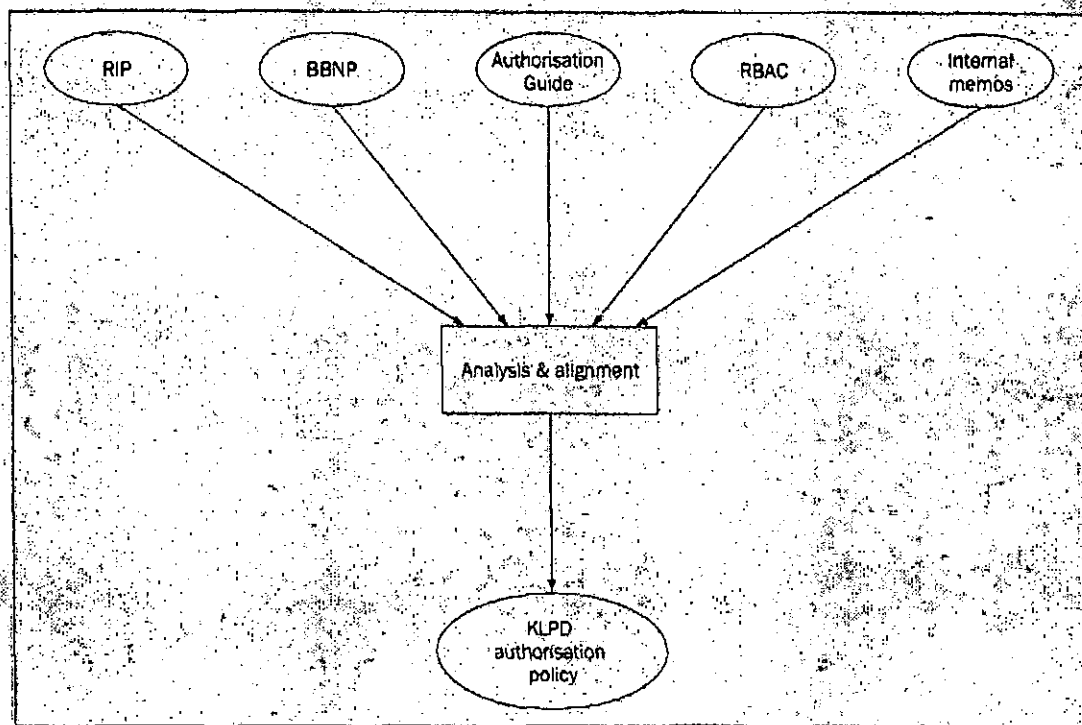 RIP
BBNP
Authorisation
Guide
RBAC
Internal
memos
Analysis & alignment
KLPD
authorisation
policy